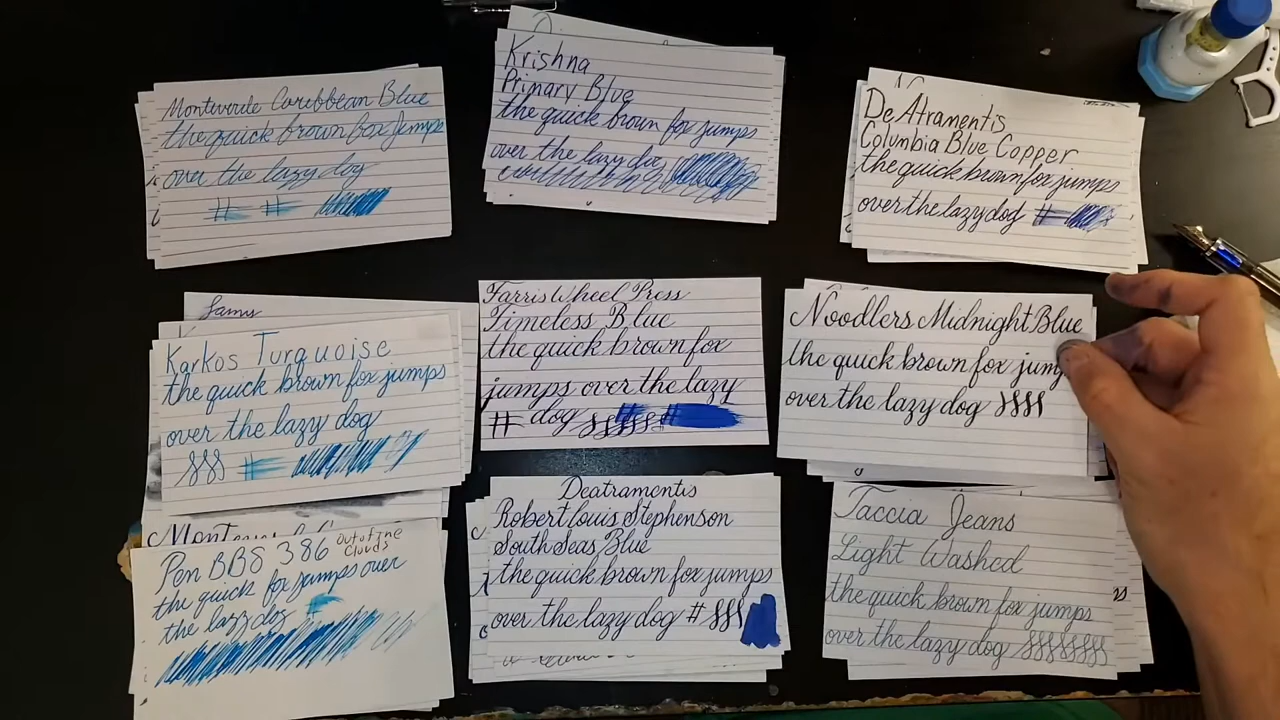 Monteverde Caribbean Blue
the quick brown fox jumps
over the lazy dog
Krishna
Primary Blue
the quick brown fox jumps
over the lazy dog
De Atramentis
Columbia Blue Copper
the quick brown fox jumps
over the lazy dog #
Lamy
Karkos Turquoise
the quick brown fox jumps
over the lazy dog
Farris Wheel Press
Timeless Blue
the quick brown fox
jumps over the lazy
# dog
Noodlers Midnight Blue
the quick brown fox jump
over the lazy dog
Pen BBS 386 Out of the
Clouds
the quick fox jumps over
the lazy dog
Deatramentis
Robert louis Stephenson
South Seas Blue
the quick brown fox jumps
over the lazy dog #
Taccia Jeans
Light Washed
the quick brown fox jumps
over the lazy dog